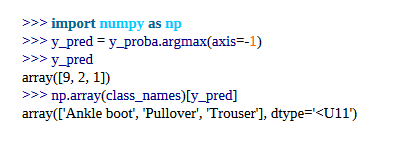 >>> import numpy as np
>>> y_pred = y_proba.argmax(axis=-1)
>>> y_pred
array([9, 2, 1])
>>> np.array(class_names)[y_pred]
array(['Ankle boot', 'Pullover', 'Trouser'], dtype='<U11')